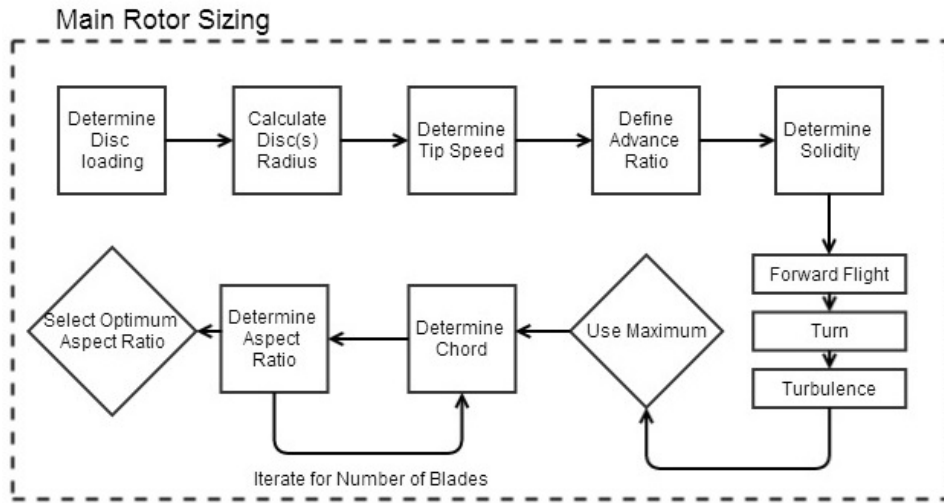 Main Rotor Sizing
Determine
Disc
loading
Calculate
Disc(s)
Radius
Determine
Tip Speed
Define
Advance
Ratio
Determine
Solidity
Forward Flight
Turn
Turbulence
Use Maximum
Determine
Chord
Determine
Aspect
Ratio
Select Optimum
Aspect Ratio
Iterate for Number of Blades